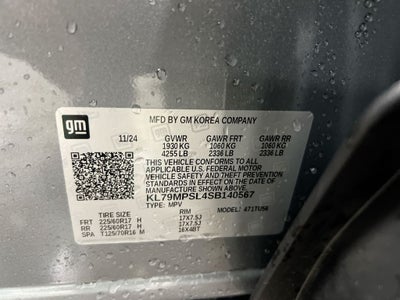 gm
MFD BY GM KOREA COMPANY
11/24 GVWR GAWR FRT GAWR RR
1930 KG 1060 KG 1060 KG
4255 LB 2336 LB 2336 LB
THIS VEHICLE CONFORMS TO ALL
APPLICABLE U.S. FEDERAL MOTOR
VEHICLE SAFETY, BUMPER, AND THEFT
PREVENTION STANDARDS IN EFFECT ON
THE DATE OF MANUFACTURE SHOWN ABOVE.
KL79MPSL4SB140567
TYPE: MPV MODEL: 4T1TU56
TIRE SIZE RIM
FRT 225/60R17 H 17X7.5J
RR 225/60R17 H 17X7.5J
SPA T125/70R16 M 16X4BT